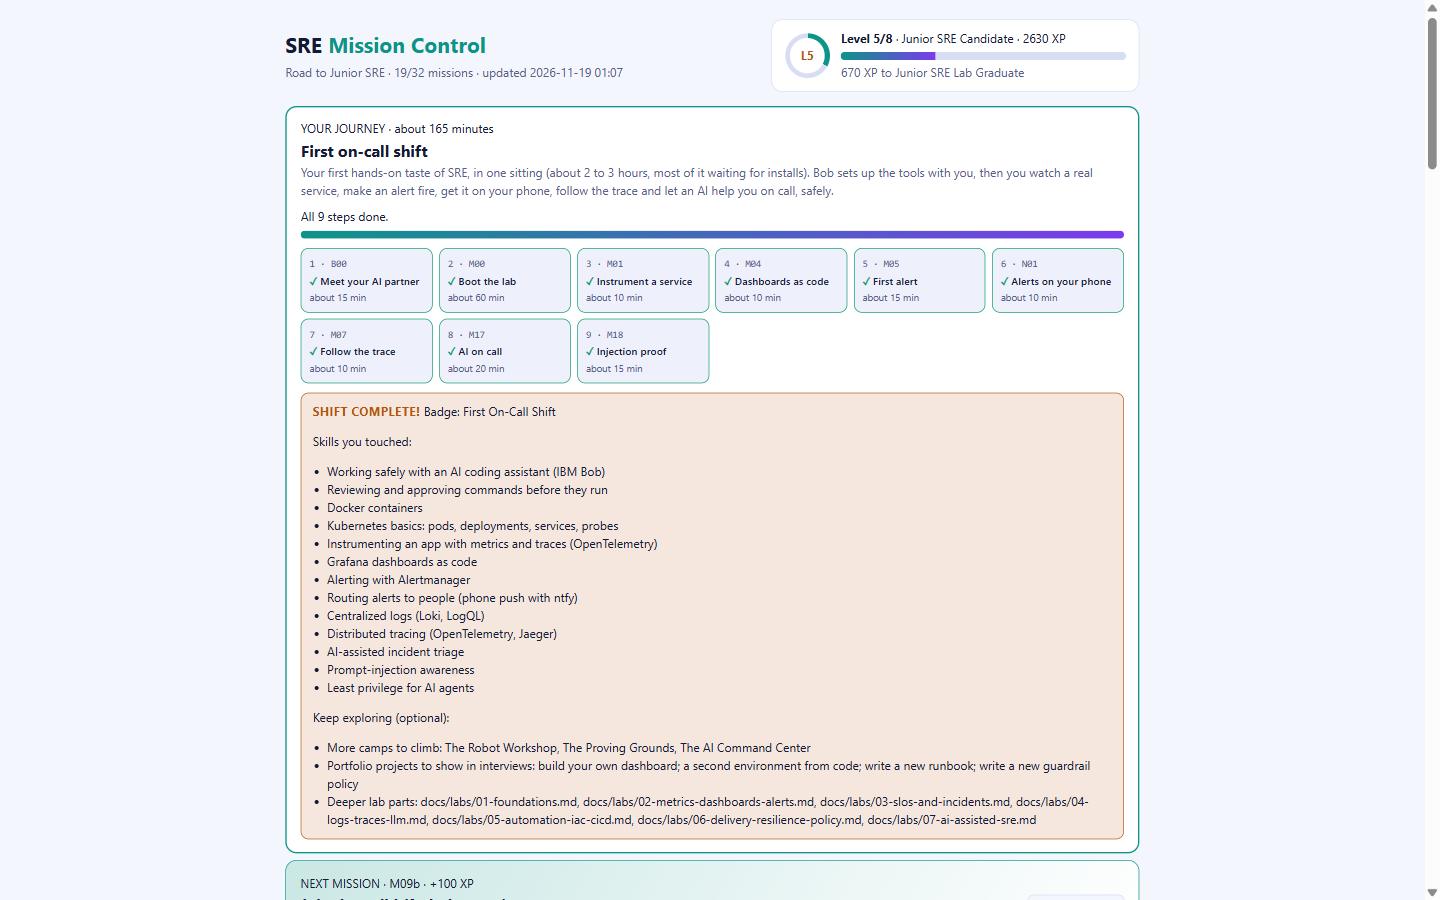 SRE Mission Control
Road to Junior SRE · 19/32 missions · updated 2026-11-19 01:07
L5
Level 5/8 · Junior SRE Candidate · 2630 XP
670 XP to Junior SRE Lab Graduate
YOUR JOURNEY · about 165 minutes
First on-call shift
Your first hands-on taste of SRE, in one sitting (about 2 to 3 hours, most of it waiting for installs). Bob sets up the tools with you, then you watch a real
service, make an alert fire, get it on your phone, follow the trace and let an AI help you on call, safely.
All 9 steps done.
1 · B00
✓ Meet your AI partner
about 15 min
2 · M00
✓ Boot the lab
about 60 min
3 · M01
✓ Instrument a service
about 10 min
4 · M04
✓ Dashboards as code
about 10 min
5 · M05
✓ First alert
about 15 min
6 · N01
✓ Alerts on your phone
about 10 min
7 · M07
✓ Follow the trace
about 10 min
8 · M17
✓ AI on call
about 20 min
9 · M18
✓ Injection proof
about 15 min
SHIFT COMPLETE! Badge: First On-Call Shift
Skills you touched:
• Working safely with an AI coding assistant (IBM Bob)
• Reviewing and approving commands before they run
• Docker containers
• Kubernetes basics: pods, deployments, services, probes
• Instrumenting an app with metrics and traces (OpenTelemetry)
• Grafana dashboards as code
• Alerting with Alertmanager
• Routing alerts to people (phone push with ntfy)
• Centralized logs (Loki, LogQL)
• Distributed tracing (OpenTelemetry, Jaeger)
• AI-assisted incident triage
• Prompt-injection awareness
• Least privilege for AI agents
Keep exploring (optional):
• More camps to climb: The Robot Workshop, The Proving Grounds, The AI Command Center
• Portfolio projects to show in interviews: build your own dashboard; a second environment from code; write a new runbook; write a new guardrail
policy
• Deeper lab parts: docs/labs/01-foundations.md, docs/labs/02-metrics-dashboards-alerts.md, docs/labs/03-slos-and-incidents.md, docs/labs/04-
logs-traces-llm.md, docs/labs/05-automation-iac-cicd.md, docs/labs/06-delivery-resilience-policy.md, docs/labs/07-ai-assisted-sre.md
NEXT MISSION · M09b · +100 XP